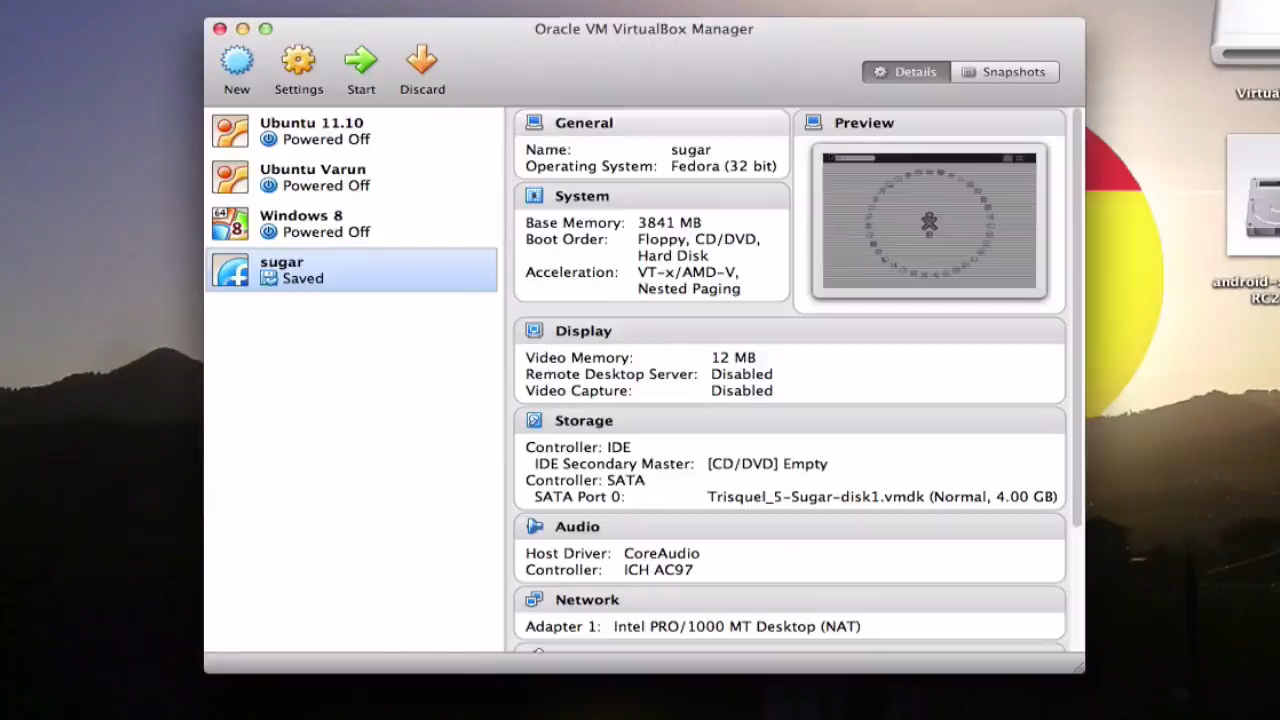 Oracle VM VirtualBox Manager
New
Settings
Start
Discard
Details
Snapshots
Ubuntu 11.10
Powered Off
Ubuntu Varun
Powered Off
64
8
Windows 8
Powered Off
sugar
Saved
General
Name: sugar
Operating System: Fedora (32 bit)
System
Base Memory: 3841 MB
Boot Order: Floppy, CD/DVD,
Hard Disk
Acceleration: VT-x/AMD-V,
Nested Paging
Preview
Display
Video Memory: 12 MB
Remote Desktop Server: Disabled
Video Capture: Disabled
Storage
Controller: IDE
IDE Secondary Master: [CD/DVD] Empty
Controller: SATA
SATA Port 0: Trisquel_5-Sugar-disk1.vmdk (Normal, 4.00 GB)
Audio
Host Driver: CoreAudio
Controller: ICH AC97
Network
Adapter 1: Intel PRO/1000 MT Desktop (NAT)
Virtua
android-
RC2